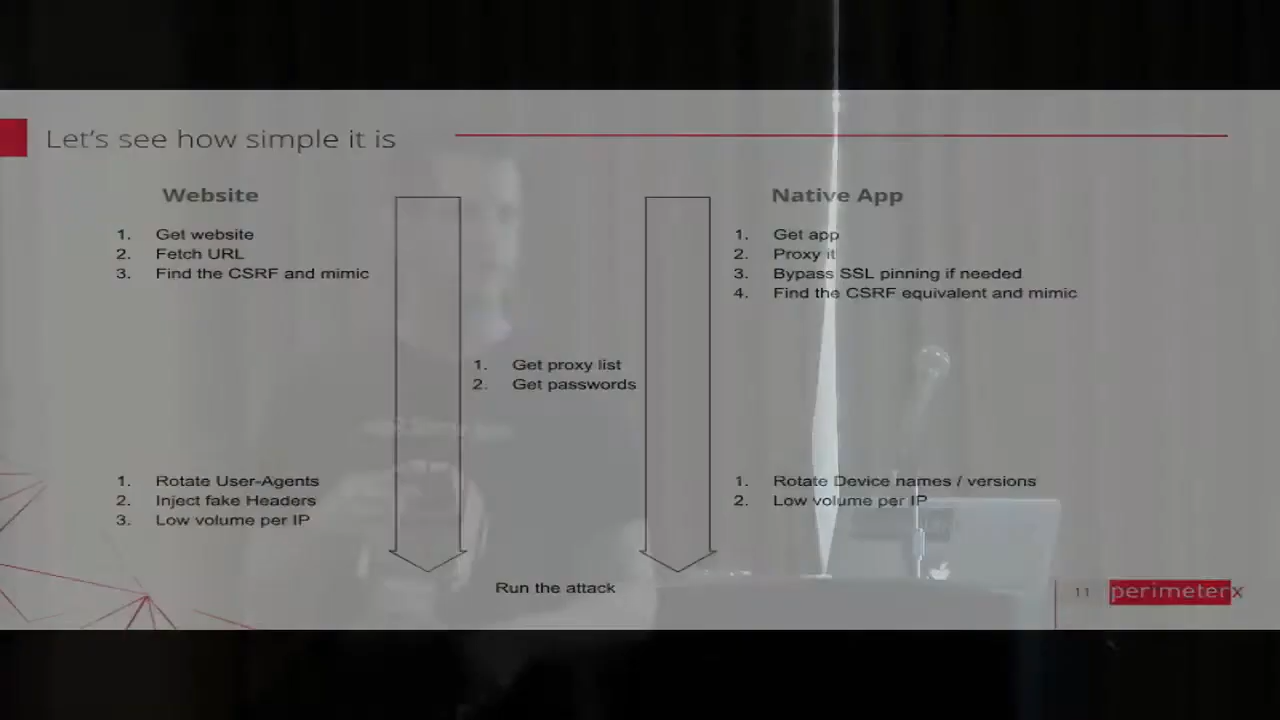 Let's see how simple it is
Website
1. Get website
2. Fetch URL
3. Find the CSRF and mimic
Native App
1. Get app
2. Proxy it
3. Bypass SSL pinning if needed
4. Find the CSRF equivalent and mimic
1. Get proxy list
2. Get passwords
1. Rotate User-Agents
2. Inject fake Headers
3. Low volume per IP
1. Rotate Device names / versions
2. Low volume per IP
Run the attack
11
perimeterx